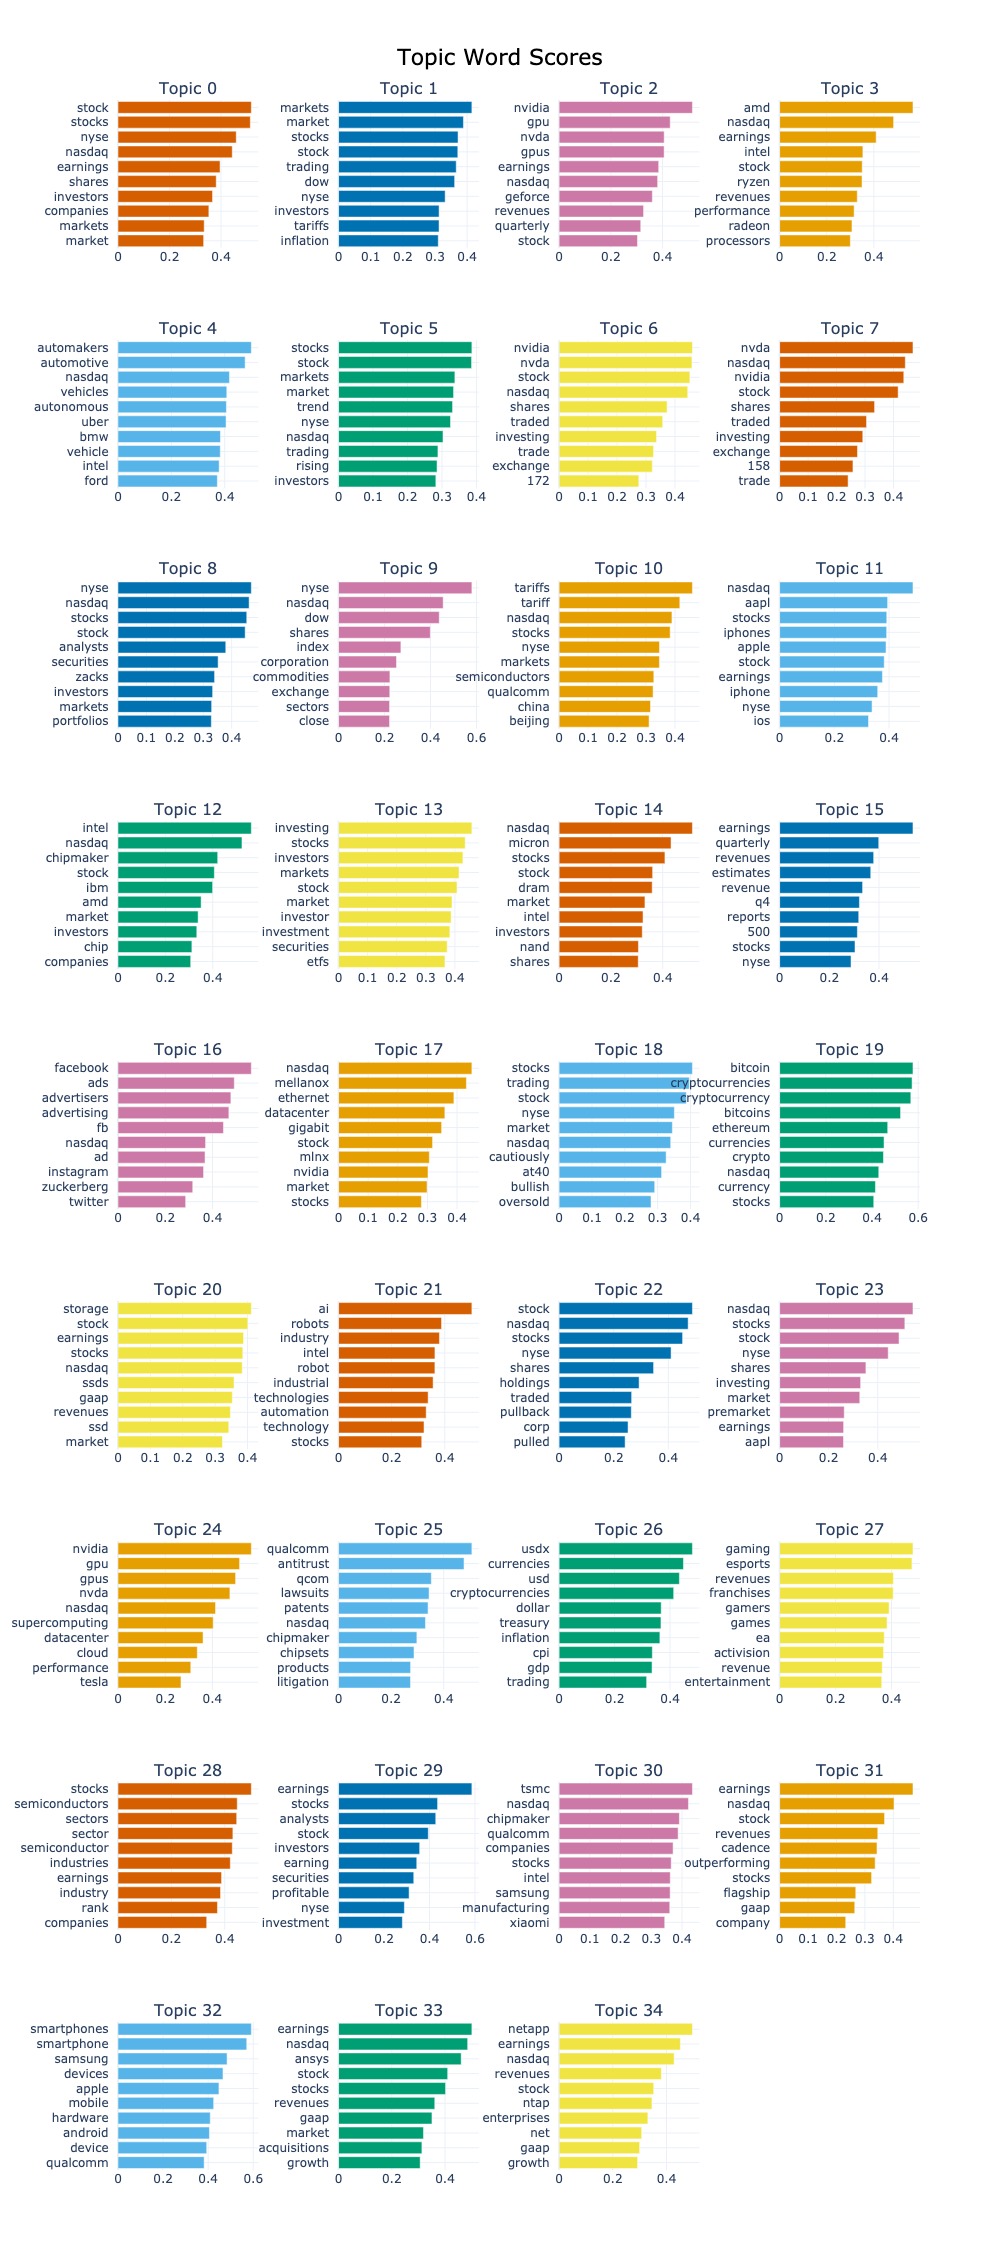 Topic Word Scores
Topic 0
stock
stocks
nyse
nasdaq
earnings
shares
investors
companies
markets
market
0 0.2 0.4
Topic 1
markets
market
stocks
stock
trading
dow
nyse
investors
tariffs
inflation
0 0.1 0.2 0.3 0.4
Topic 2
nvidia
gpu
nvda
gpus
earnings
nasdaq
geforce
revenues
quarterly
stock
0 0.2 0.4
Topic 3
amd
nasdaq
earnings
intel
stock
ryzen
revenues
performance
radeon
processors
0 0.2 0.4
Topic 4
automakers
automotive
nasdaq
vehicles
autonomous
uber
bmw
vehicle
intel
ford
0 0.2 0.4
Topic 5
stocks
stock
markets
market
trend
nyse
nasdaq
trading
rising
investors
0 0.1 0.2 0.3 0.4
Topic 6
nvidia
nvda
stock
nasdaq
shares
traded
investing
trade
exchange
172
0 0.1 0.2 0.3 0.4
Topic 7
nvda
nasdaq
nvidia
stock
shares
traded
investing
exchange
158
trade
0 0.1 0.2 0.3 0.4
Topic 8
nyse
nasdaq
stocks
stock
analysts
securities
zacks
investors
markets
portfolios
0 0.1 0.2 0.3 0.4
Topic 9
nyse
nasdaq
dow
shares
index
corporation
commodities
exchange
sectors
close
0 0.2 0.4 0.6
Topic 10
tariffs
tariff
nasdaq
stocks
nyse
markets
semiconductors
qualcomm
china
beijing
0 0.1 0.2 0.3 0.4
Topic 11
nasdaq
aapl
stocks
iphones
apple
stock
earnings
iphone
nyse
ios
0 0.2 0.4
Topic 12
intel
nasdaq
chipmaker
stock
ibm
amd
market
investors
chip
companies
0 0.2 0.4
Topic 13
investing
stocks
investors
markets
stock
market
investor
investment
securities
etfs
0 0.1 0.2 0.3 0.4
Topic 14
nasdaq
micron
stocks
stock
dram
market
intel
investors
nand
shares
0 0.2 0.4
Topic 15
earnings
quarterly
revenues
estimates
revenue
q4
reports
500
stocks
nyse
0 0.2 0.4
Topic 16
facebook
ads
advertisers
advertising
fb
nasdaq
ad
instagram
zuckerberg
twitter
0 0.2 0.4
Topic 17
nasdaq
mellanox
ethernet
datacenter
gigabit
stock
mlnx
nvidia
market
stocks
0 0.1 0.2 0.3 0.4
Topic 18
stocks
trading
stock
nyse
market
nasdaq
cautiously
at40
bullish
oversold
0 0.1 0.2 0.3 0.4
Topic 19
bitcoin
cryptocurrencies
cryptocurrency
bitcoins
ethereum
currencies
crypto
nasdaq
currency
stocks
0 0.2 0.4 0.6
Topic 20
storage
stock
earnings
stocks
nasdaq
ssds
gaap
revenues
ssd
market
0 0.1 0.2 0.3 0.4
Topic 21
ai
robots
industry
intel
robot
industrial
technologies
automation
technology
stocks
0 0.2 0.4
Topic 22
stock
nasdaq
stocks
nyse
shares
holdings
traded
pullback
corp
pulled
0 0.2 0.4
Topic 23
nasdaq
stocks
stock
nyse
shares
investing
market
premarket
earnings
aapl
0 0.2 0.4
Topic 24
nvidia
gpu
gpus
nvda
nasdaq
supercomputing
datacenter
cloud
performance
tesla
0 0.2 0.4
Topic 25
qualcomm
antitrust
qcom
lawsuits
patents
nasdaq
chipmaker
chipsets
products
litigation
0 0.2 0.4
Topic 26
usdx
currencies
usd
cryptocurrencies
dollar
treasury
inflation
cpi
gdp
trading
0 0.2 0.4
Topic 27
gaming
esports
revenues
franchises
gamers
games
ea
activision
revenue
entertainment
0 0.2 0.4
Topic 28
stocks
semiconductors
sectors
sector
semiconductor
industries
earnings
industry
rank
companies
0 0.2 0.4
Topic 29
earnings
stocks
analysts
stock
investors
earning
securities
profitable
nyse
investment
0 0.2 0.4 0.6
Topic 30
tsmc
nasdaq
chipmaker
qualcomm
companies
stocks
intel
samsung
manufacturing
xiaomi
0 0.1 0.2 0.3 0.4
Topic 31
earnings
nasdaq
stock
revenues
cadence
outperforming
stocks
flagship
gaap
company
0 0.1 0.2 0.3 0.4
Topic 32
smartphones
smartphone
samsung
devices
apple
mobile
hardware
android
device
qualcomm
0 0.2 0.4 0.6
Topic 33
earnings
nasdaq
ansys
stock
stocks
revenues
gaap
market
acquisitions
growth
0 0.2 0.4
Topic 34
netapp
earnings
nasdaq
revenues
stock
ntap
enterprises
net
gaap
growth
0 0.2 0.4